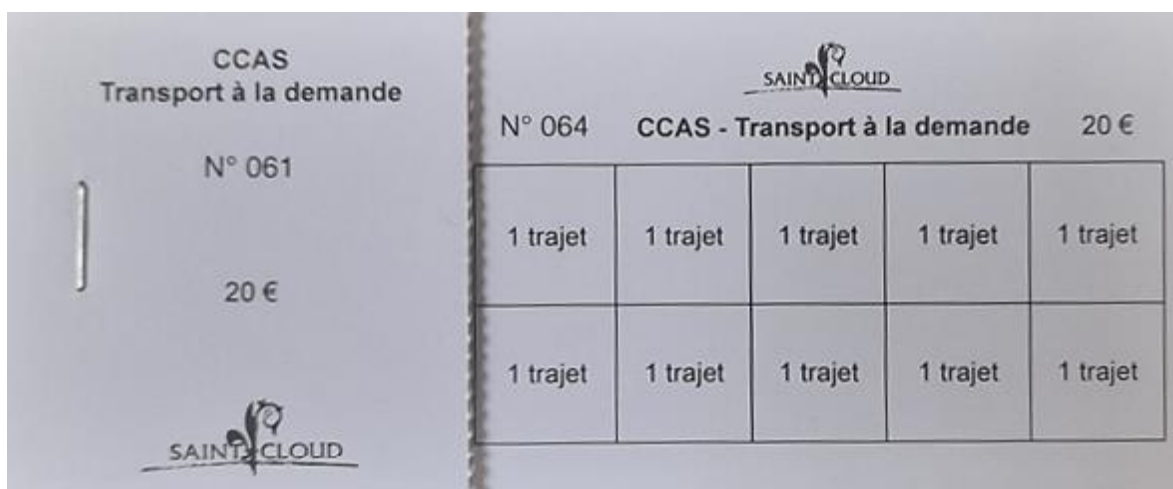 CCAS
Transport à la demande
N° 061
20 €
SAINT CLOUD
SAINT CLOUD
N° 064 CCAS - Transport à la demande 20 €
1 trajet 1 trajet 1 trajet 1 trajet 1 trajet
1 trajet 1 trajet 1 trajet 1 trajet 1 trajet